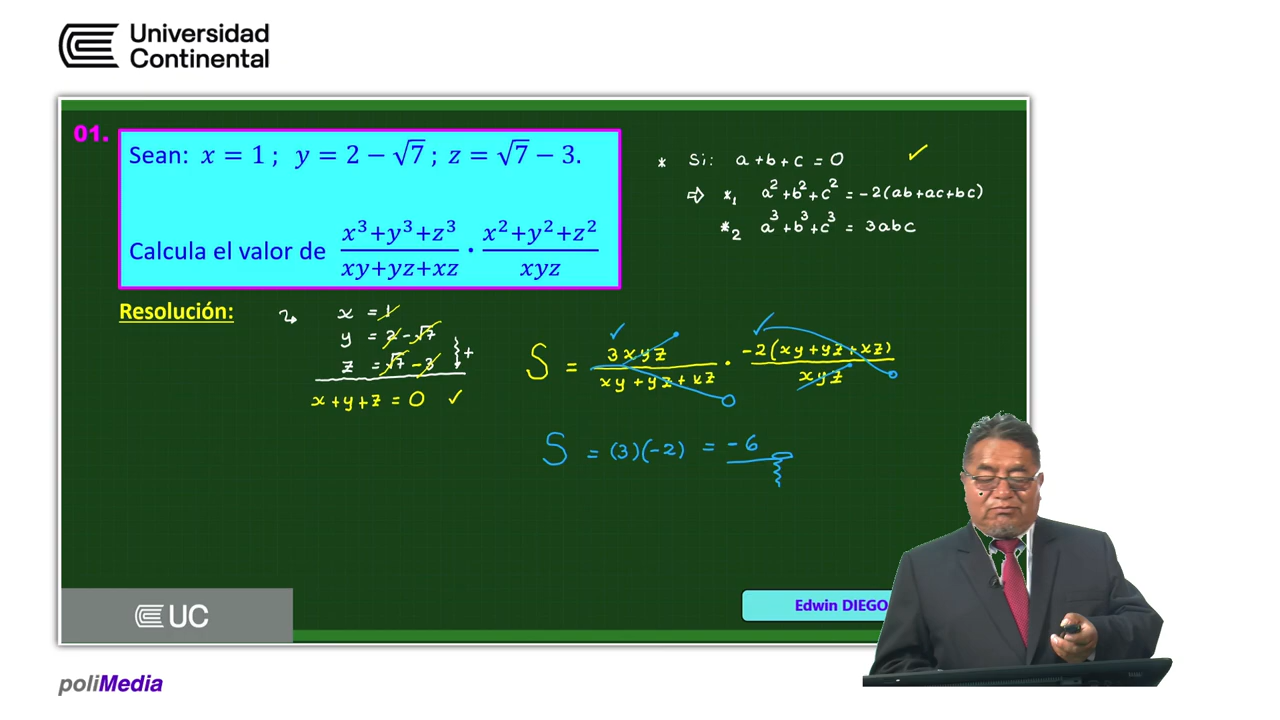 Universidad
Continental
01.
Sean: x = 1 ; y = 2 − √7 ; z = √7 − 3.
Calcula el valor de (x³+y³+z³)/(xy+yz+xz) · (x²+y²+z²)/(xyz)
* Si: a+b+c = 0 ✓
⇒ *₁ a²+b²+c² = -2(ab+ac+bc)
*₂ a³+b³+c³ = 3abc
Resolución:
x = 1
y = 2 - √7
z = √7 - 3
+
x+y+z = 0 ✓
S = (3xyz)/(xy+yz+xz) · (-2(xy+yz+xz))/(xyz)
S = (3)(-2) = -6
UC
Edwin DIEGO
poliMedia